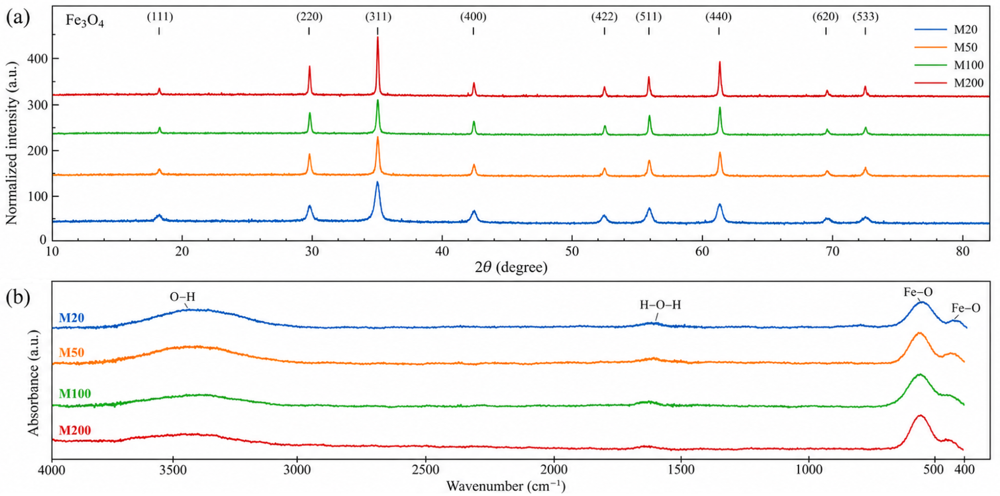 (a)
Fe₃O₄
(111) (220) (311) (400) (422) (511) (440) (620) (533)
M20
M50
M100
M200
Normalized intensity (a.u.)
400
300
200
100
0
10 20 30 40 50 60 70 80
2θ (degree)
(b)
O–H
H–O–H
Fe–O
Fe–O
M20
M50
M100
M200
Absorbance (a.u.)
4000 3500 3000 2500 2000 1500 1000 500 400
Wavenumber (cm⁻¹)